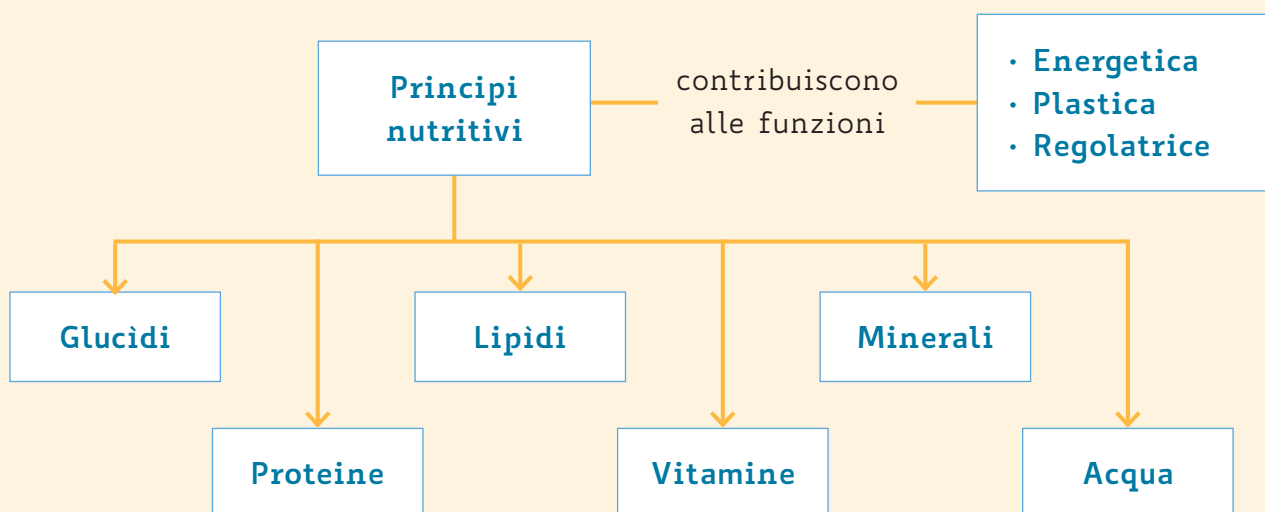 Principi
nutritivi
contribuiscono
alle funzioni
· Energetica
· Plastica
· Regolatrice
Glucìdi
Lipìdi
Minerali
Proteine
Vitamine
Acqua